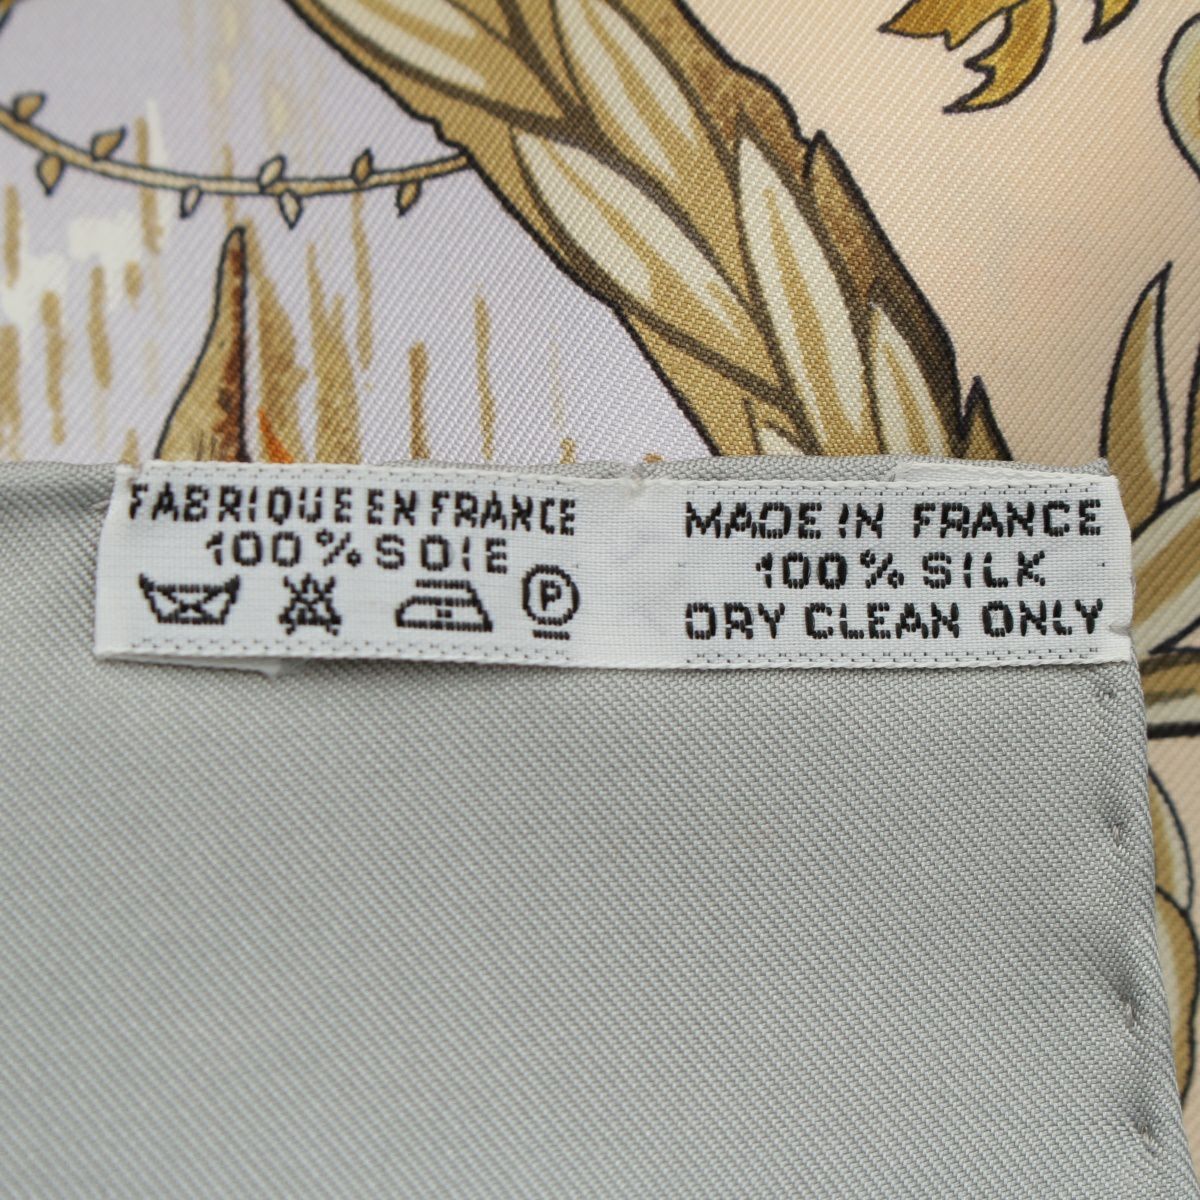 FABRIQUE EN FRANCE
100% SOIE
P
MADE IN FRANCE
100% SILK
DRY CLEAN ONLY